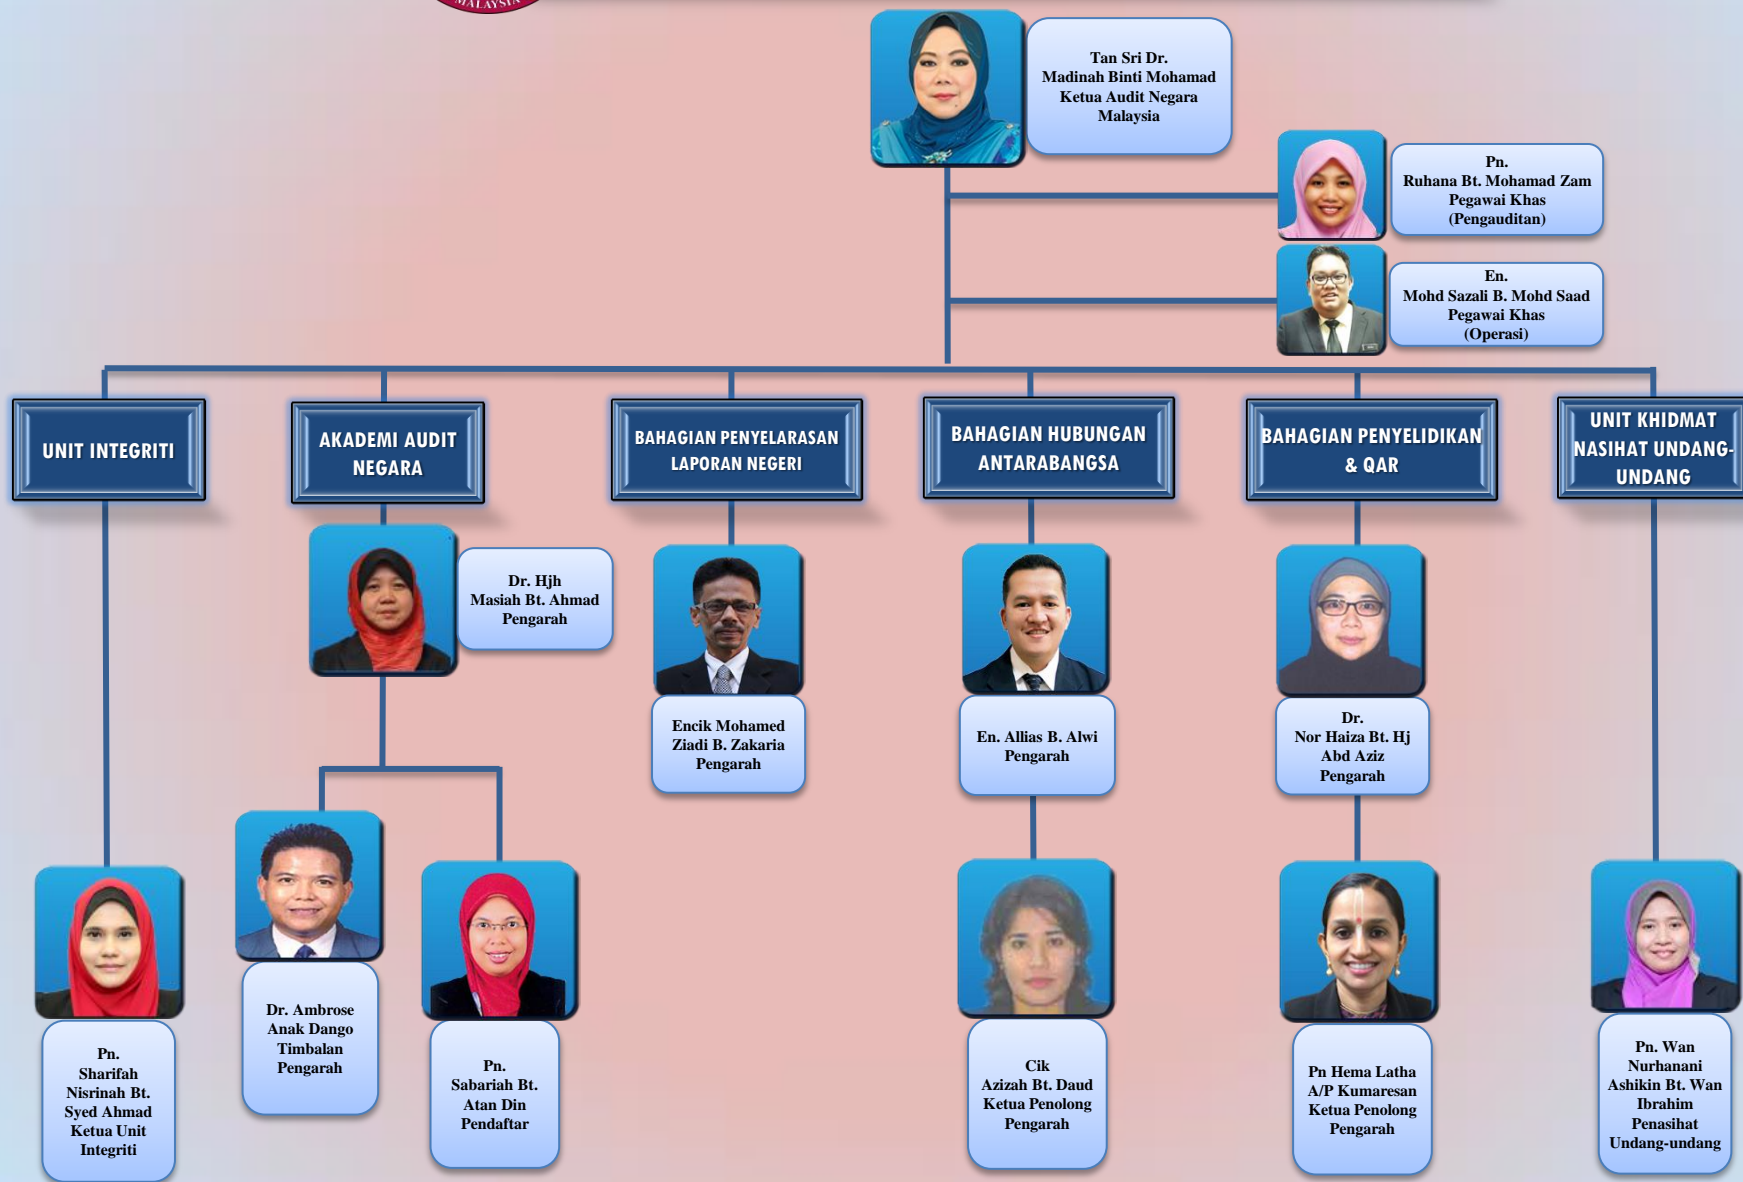 MALAYSIA
Tan Sri Dr.
Madinah Binti Mohamad
Ketua Audit Negara
Malaysia
Pn.
Ruhana Bt. Mohamad Zam
Pegawai Khas
(Pengauditan)
En.
Mohd Sazali B. Mohd Saad
Pegawai Khas
(Operasi)
UNIT INTEGRITI
AKADEMI AUDIT
NEGARA
BAHAGIAN PENYELARASAN
LAPORAN NEGERI
BAHAGIAN HUBUNGAN
ANTARABANGSA
BAHAGIAN PENYELIDIKAN
& QAR
UNIT KHIDMAT
NASIHAT UNDANG-
UNDANG
Dr. Hjh
Masiah Bt. Ahmad
Pengarah
Encik Mohamed
Ziadi B. Zakaria
Pengarah
En. Allias B. Alwi
Pengarah
Dr.
Nor Haiza Bt. Hj
Abd Aziz
Pengarah
Pn.
Sharifah
Nisrinah Bt.
Syed Ahmad
Ketua Unit
Integriti
Dr. Ambrose
Anak Dango
Timbalan
Pengarah
Pn.
Sabariah Bt.
Atan Din
Pendaftar
Cik
Azizah Bt. Daud
Ketua Penolong
Pengarah
Pn Hema Latha
A/P Kumaresan
Ketua Penolong
Pengarah
Pn. Wan
Nurhanani
Ashikin Bt. Wan
Ibrahim
Penasihat
Undang-undang